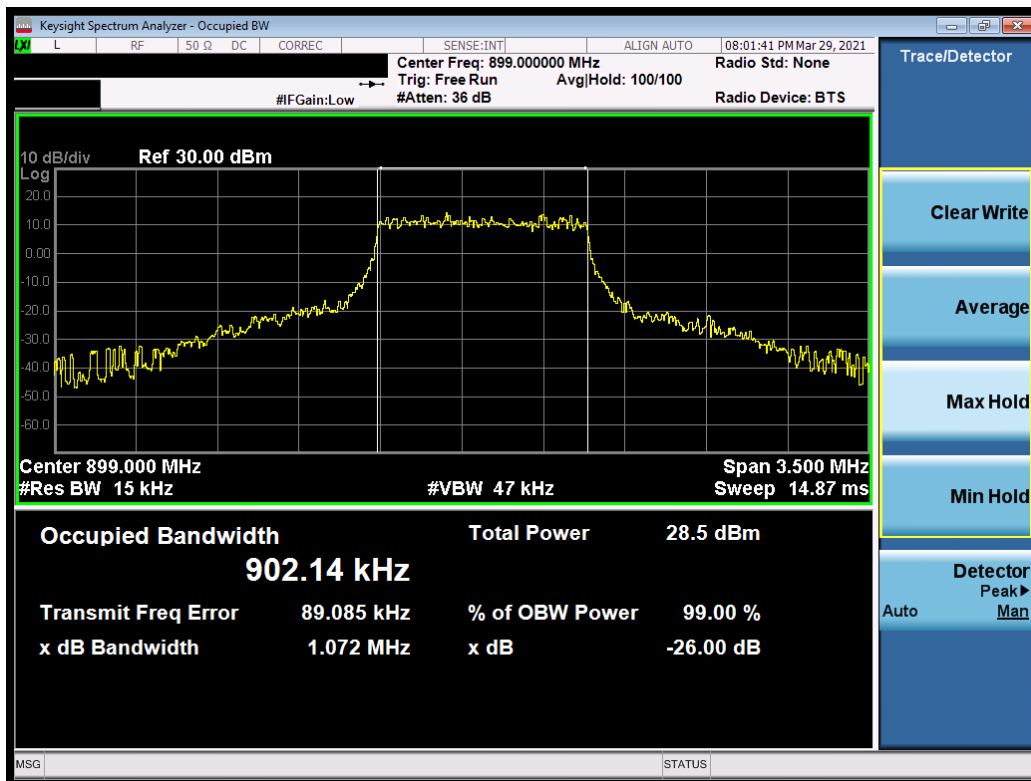 Keysight Spectrum Analyzer - Occupied BW
LXI L RF 50 Ω DC CORREC SENSE:INT ALIGN AUTO 08:01:41 PM Mar 29, 2021
Center Freq: 899.000000 MHz Radio Std: None
Trig: Free Run Avg|Hold: 100/100
#IFGain:Low #Atten: 36 dB Radio Device: BTS
Trace/Detector
10 dB/div Ref 30.00 dBm
Log
20.0
10.0
0.00
-10.0
-20.0
-30.0
-40.0
-50.0
-60.0
Center 899.000 MHz Span 3.500 MHz
#Res BW 15 kHz #VBW 47 kHz Sweep 14.87 ms
Occupied Bandwidth Total Power 28.5 dBm
902.14 kHz
Transmit Freq Error 89.085 kHz % of OBW Power 99.00 %
x dB Bandwidth 1.072 MHz x dB -26.00 dB
Clear Write
Average
Max Hold
Min Hold
Detector
Peak▶
Auto Man
MSG STATUS